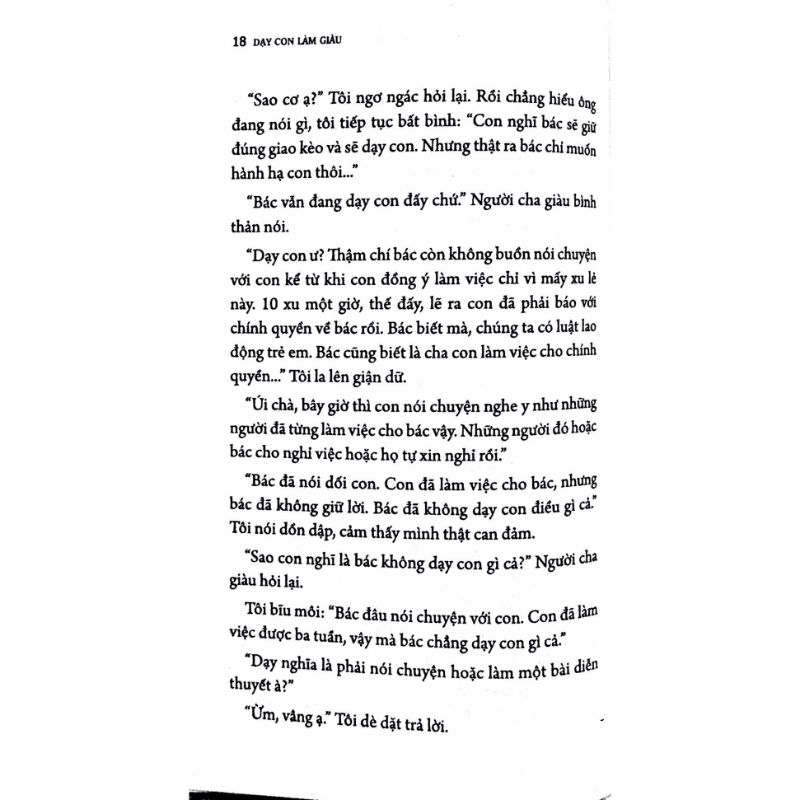 18 DẠY CON LÀM GIÀU
“Sao cơ ạ?” Tôi ngơ ngác hỏi lại. Rồi chẳng hiểu ông
đang nói gì, tôi tiếp tục bất bình: “Con nghĩ bác sẽ giữ
đúng giao kèo và sẽ dạy con. Nhưng thật ra bác chỉ muốn
hành hạ con thôi...”
“Bác vẫn đang dạy con đấy chứ.” Người cha giàu bình
thản nói.
“Dạy con ư? Thậm chí bác còn không buồn nói chuyện
với con kể từ khi con đồng ý làm việc chỉ vì mấy xu lẻ
này. 10 xu một giờ, thế đấy, lẽ ra con đã phải báo với
chính quyền về bác rồi. Bác biết mà, chúng ta có luật lao
động trẻ em. Bác cũng biết là cha con làm việc cho chính
quyền...” Tôi la lên giận dữ.
“Úi chà, bây giờ thì con nói chuyện nghe y như những
người đã từng làm việc cho bác vậy. Những người đó hoặc
bác cho nghỉ việc hoặc họ tự xin nghỉ rồi.”
“Bác đã nói dối con. Con đã làm việc cho bác, nhưng
bác đã không giữ lời. Bác đã không dạy con điều gì cả.”
Tôi nói dồn dập, cảm thấy mình thật can đảm.
“Sao con nghĩ là bác không dạy con gì cả?” Người cha
giàu hỏi lại.
Tôi bĩu môi: “Bác đâu nói chuyện với con. Con đã làm
việc được ba tuần, vậy mà bác chẳng dạy con gì cả.”
“Dạy nghĩa là phải nói chuyện hoặc làm một bài diễn
thuyết à?”
“Ừm, vâng ạ.” Tôi dè dặt trả lời.